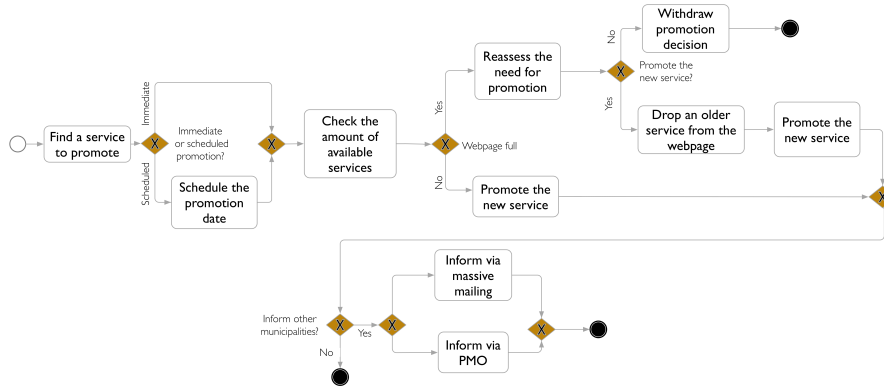 Find a service
to promote
Immediate
Scheduled
Immediate
or scheduled
promotion?
Schedule the
promotion
date
X
X
Check the
amount of
available
services
X
Webpage full
Yes
No
Reassess the
need for
promotion
X
Promote the
new service?
No
Yes
Withdraw
promotion
decision
Drop an older
service from the
webpage
Promote
the new service
Promote the
new service
X
Inform other
municipalities?
X
Yes
No
X
Inform via
massive
mailing
Inform via
PMO
X